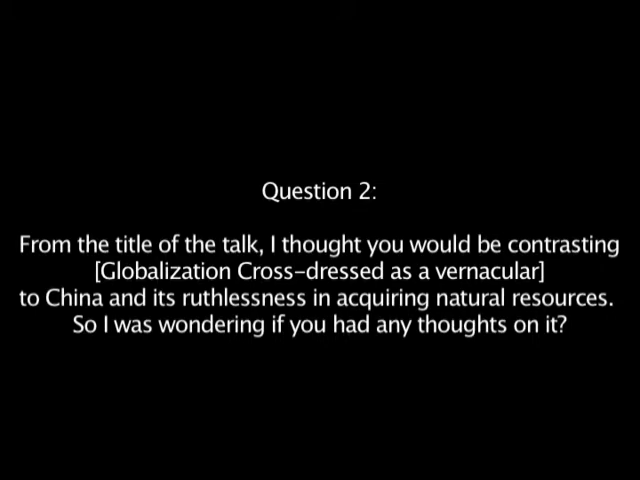 Question 2:
From the title of the talk, I thought you would be contrasting
[Globalization Cross-dressed as a vernacular]
to China and its ruthlessness in acquiring natural resources.
So I was wondering if you had any thoughts on it?